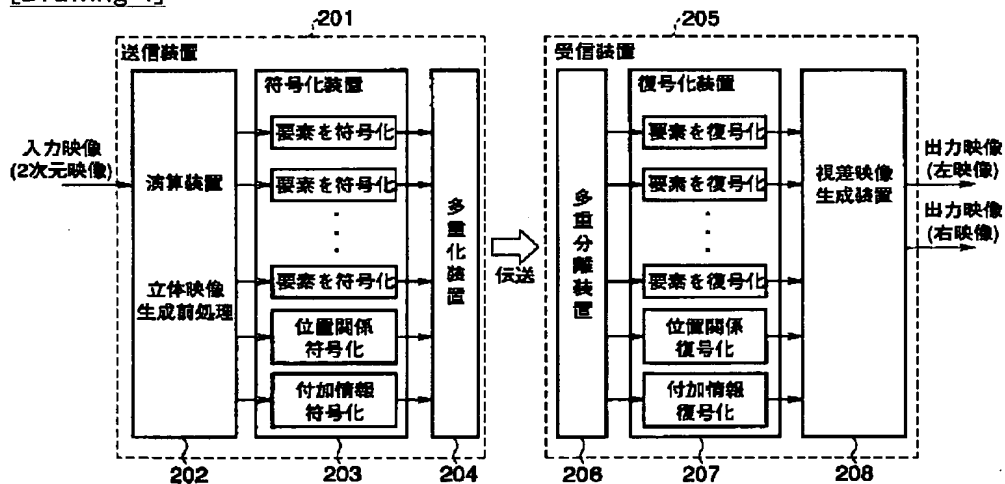 201
205
送信装置
受信装置
符号化装置
復号化装置
入力映像
(2次元映像)
演算装置
立体映像
生成前処理
要素を符号化
要素を符号化
要素を符号化
位置関係
符号化
付加情報
符号化
多重化装置
伝送
多重分離装置
要素を復号化
要素を復号化
要素を復号化
位置関係
復号化
付加情報
復号化
視差映像
生成装置
出力映像
(左映像)
出力映像
(右映像)
202
203
204
206
207
208